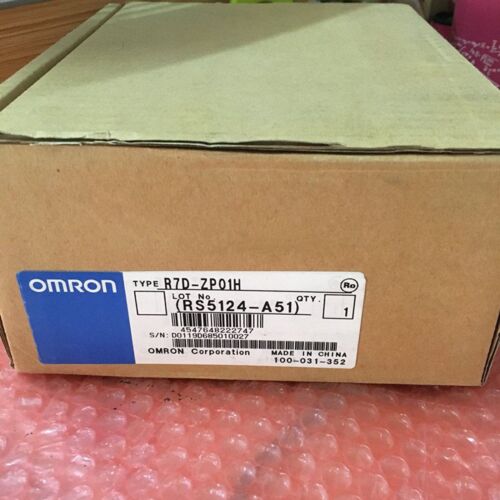 OMRON
TYPE R7D-ZP01H
Ro
LOT No. QTY.
(RS5124-A51) 1
4547648222747
S/N: D0119D685010027
OMRON Corporation MADE IN CHINA
100-031-352